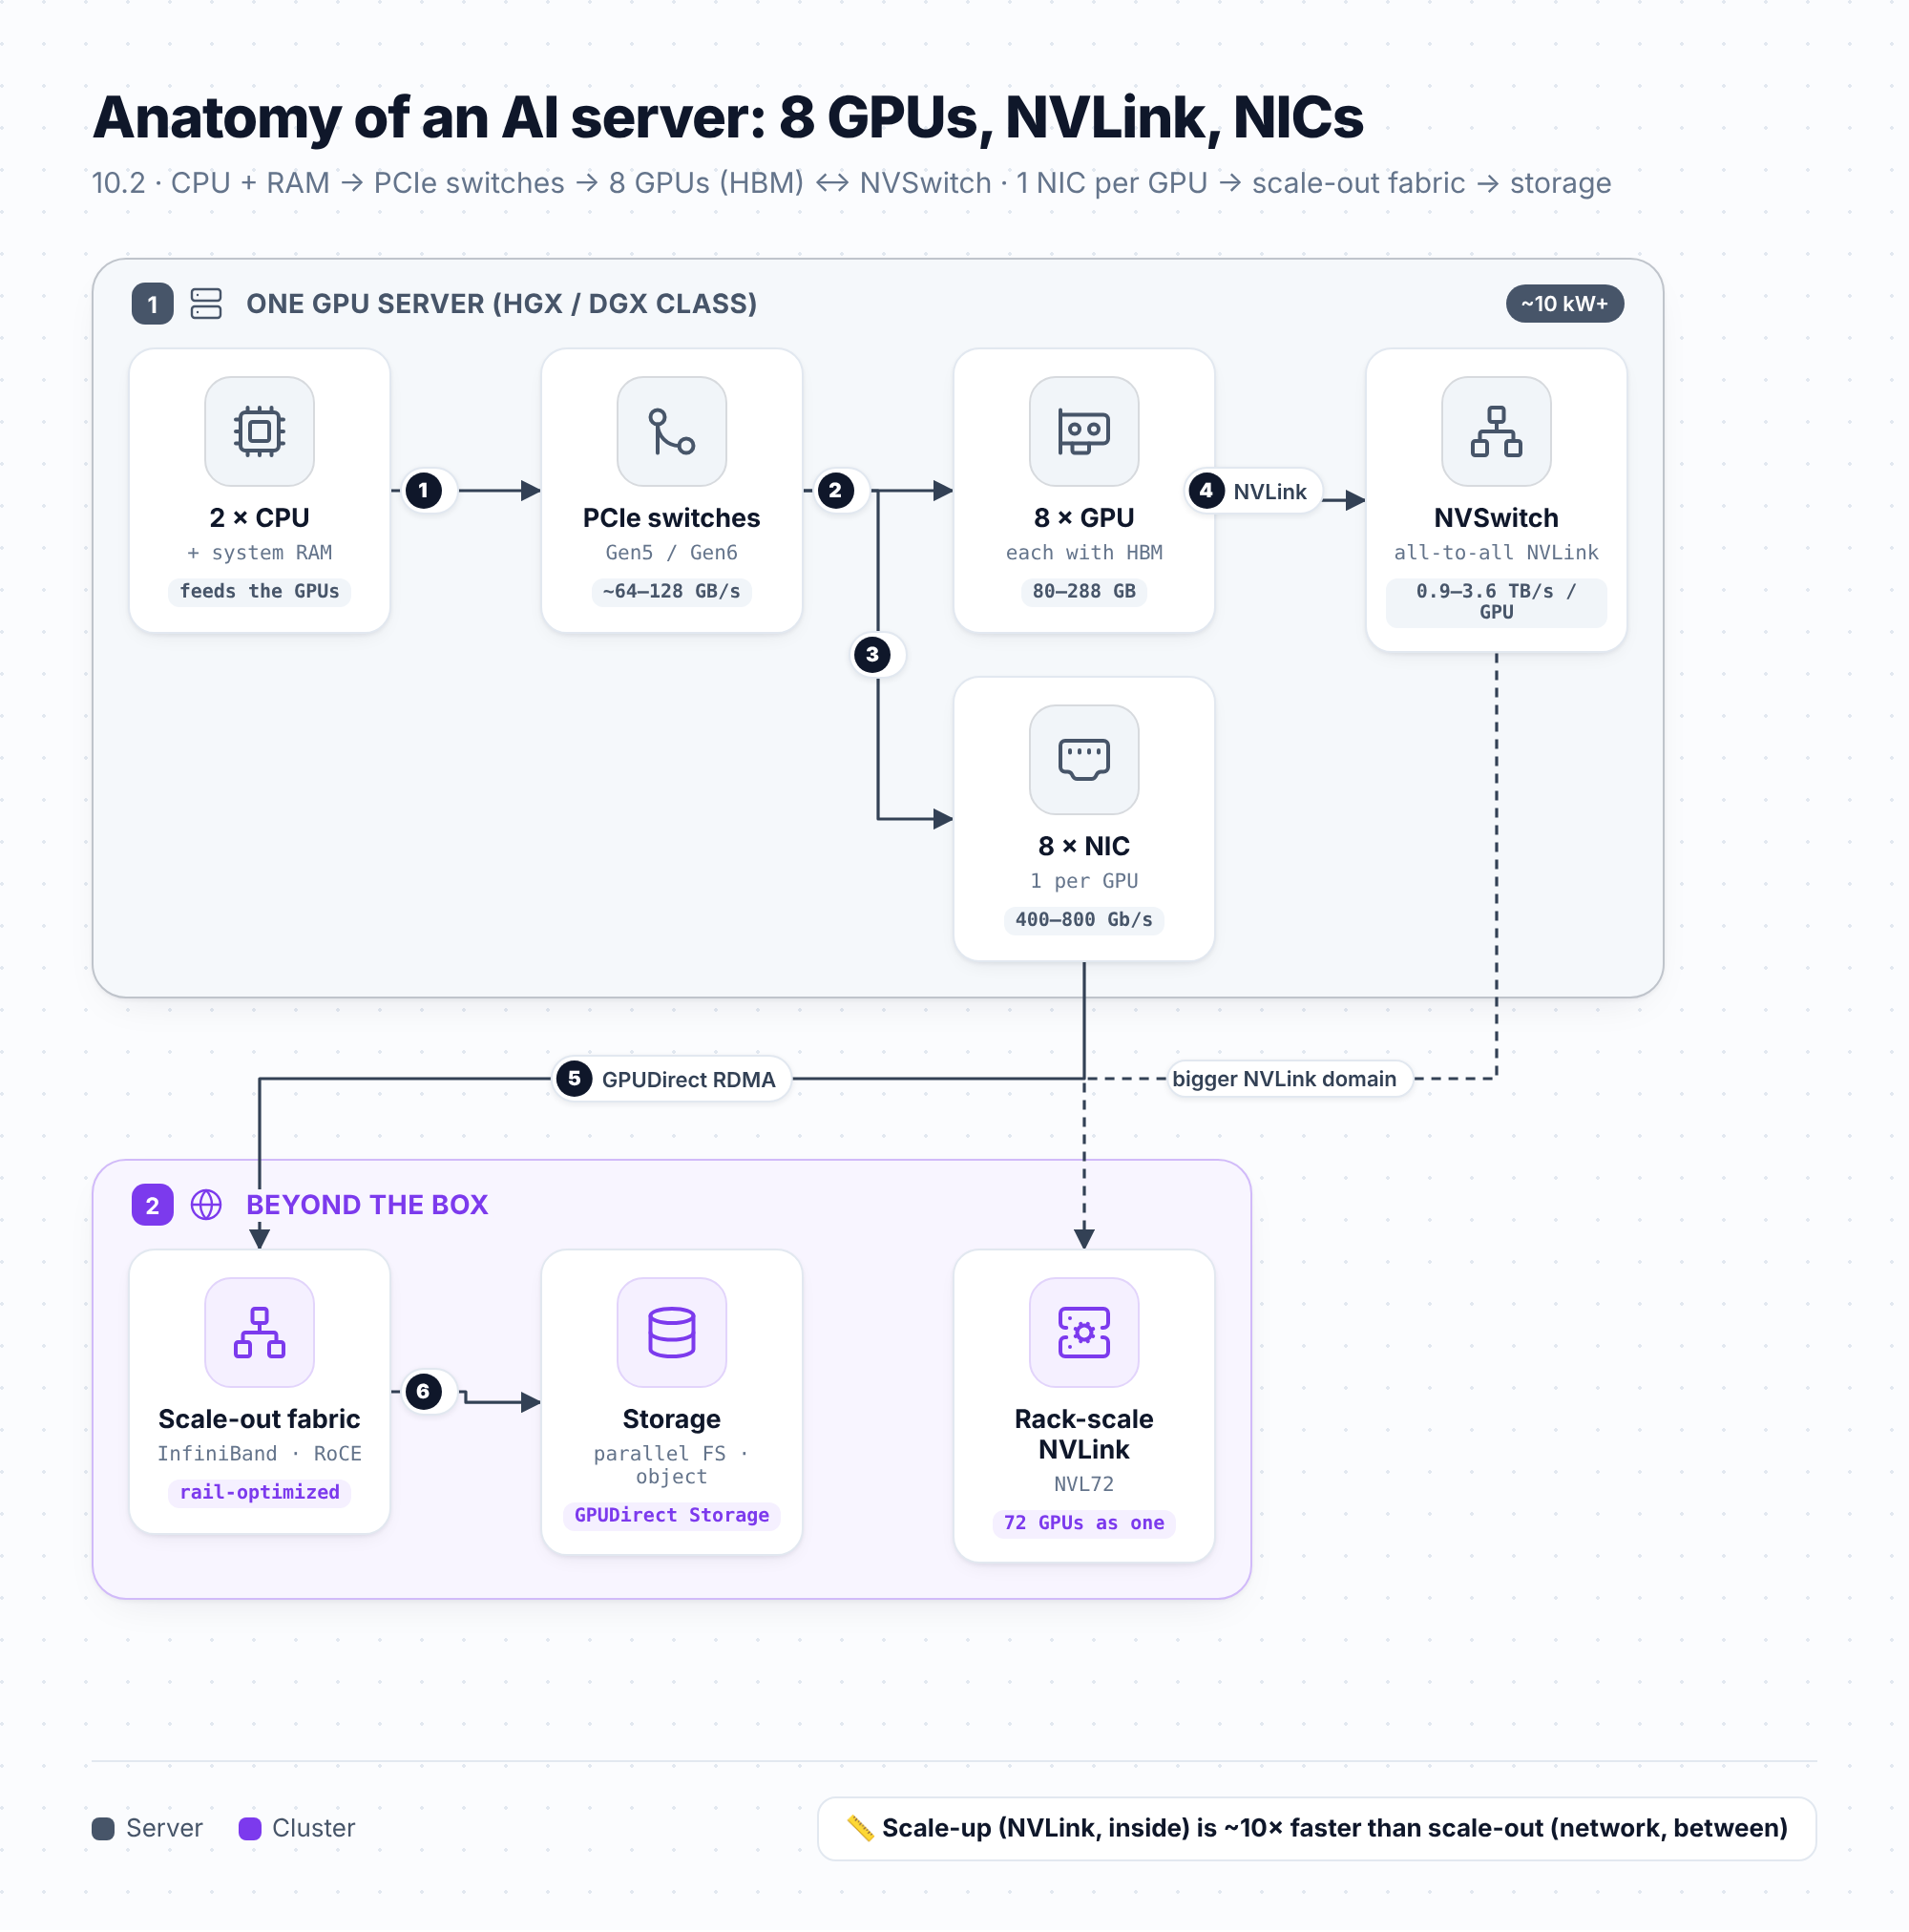 Anatomy of an AI server: 8 GPUs, NVLink, NICs
10.2 · CPU + RAM → PCIe switches → 8 GPUs (HBM) ↔ NVSwitch · 1 NIC per GPU → scale-out fabric → storage
1 ONE GPU SERVER (HGX / DGX CLASS)
~10 kW+
2 × CPU
+ system RAM
feeds the GPUs
1
PCIe switches
Gen5 / Gen6
~64–128 GB/s
2
8 × GPU
each with HBM
80–288 GB
4 NVLink
NVSwitch
all-to-all NVLink
0.9–3.6 TB/s /
GPU
3
8 × NIC
1 per GPU
400–800 Gb/s
5 GPUDirect RDMA
bigger NVLink domain
2 BEYOND THE BOX
Scale-out fabric
InfiniBand · RoCE
rail-optimized
6
Storage
parallel FS ·
object
GPUDirect Storage
Rack-scale
NVLink
NVL72
72 GPUs as one
Server
Cluster
📏 Scale-up (NVLink, inside) is ~10× faster than scale-out (network, between)